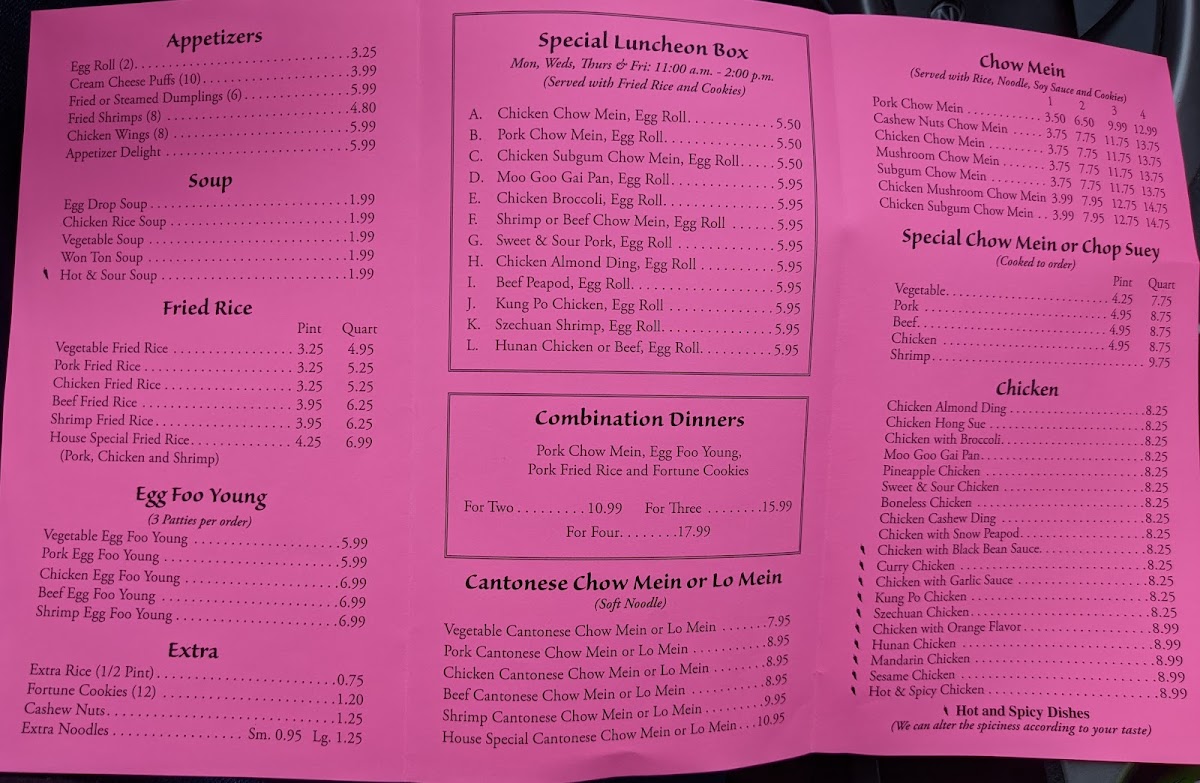 Appetizers
Egg Roll (2). 3.25
Cream Cheese Puffs (10) 3.99
Fried or Steamed Dumplings (6) 5.99
Fried Shrimps (8) 4.80
Chicken Wings (8) 5.99
Appetizer Delight 5.99
Soup
Egg Drop Soup 1.99
Chicken Rice Soup 1.99
Vegetable Soup 1.99
Won Ton Soup 1.99
Hot & Sour Soup 1.99
Fried Rice
Pint Quart
Vegetable Fried Rice 3.25 4.95
Pork Fried Rice 3.25 5.25
Chicken Fried Rice 3.25 5.25
Beef Fried Rice 3.95 6.25
Shrimp Fried Rice 3.95 6.25
House Special Fried Rice 4.25 6.99
(Pork, Chicken and Shrimp)
Egg Foo Young
(3 Patties per order)
Vegetable Egg Foo Young 5.99
Pork Egg Foo Young 5.99
Chicken Egg Foo Young 6.99
Beef Egg Foo Young 6.99
Shrimp Egg Foo Young 6.99
Extra
Extra Rice (1/2 Pint) 0.75
Fortune Cookies (12) 1.20
Cashew Nuts 1.25
Extra Noodles Sm. 0.95 Lg. 1.25
Special Luncheon Box
Mon, Weds, Thurs & Fri: 11:00 a.m. - 2:00 p.m.
(Served with Fried Rice and Cookies)
A. Chicken Chow Mein, Egg Roll 5.50
B. Pork Chow Mein, Egg Roll 5.50
C. Chicken Subgum Chow Mein, Egg Roll 5.50
D. Moo Goo Gai Pan, Egg Roll 5.95
E. Chicken Broccoli, Egg Roll 5.95
F. Shrimp or Beef Chow Mein, Egg Roll 5.95
G. Sweet & Sour Pork, Egg Roll 5.95
H. Chicken Almond Ding, Egg Roll 5.95
I. Beef Peapod, Egg Roll 5.95
J. Kung Po Chicken, Egg Roll 5.95
K. Szechuan Shrimp, Egg Roll 5.95
L. Hunan Chicken or Beef, Egg Roll 5.95
Combination Dinners
Pork Chow Mein, Egg Foo Young,
Pork Fried Rice and Fortune Cookies
For Two 10.99 For Three 15.99
For Four 17.99
Cantonese Chow Mein or Lo Mein
(Soft Noodle)
Vegetable Cantonese Chow Mein or Lo Mein 7.95
Pork Cantonese Chow Mein or Lo Mein 8.95
Chicken Cantonese Chow Mein or Lo Mein 8.95
Beef Cantonese Chow Mein or Lo Mein 8.95
Shrimp Cantonese Chow Mein or Lo Mein 9.95
House Special Cantonese Chow Mein or Lo Mein 10.95
Chow Mein
(Served with Rice, Noodle, Soy Sauce and Cookies)
1 2 3 4
Pork Chow Mein 3.50 6.50 9.99 12.99
Cashew Nuts Chow Mein 3.75 7.75 11.75 13.75
Chicken Chow Mein 3.75 7.75 11.75 13.75
Mushroom Chow Mein 3.75 7.75 11.75 13.75
Subgum Chow Mein 3.75 7.75 11.75 13.75
Chicken Mushroom Chow Mein 3.99 7.95 12.75 14.75
Chicken Subgum Chow Mein 3.99 7.95 12.75 14.75
Special Chow Mein or Chop Suey
(Cooked to order)
Pint Quart
Vegetable 4.25 7.75
Pork 4.95 8.75
Beef 4.95 8.75
Chicken 4.95 8.75
Shrimp 9.75
Chicken
Chicken Almond Ding 8.25
Chicken Hong Sue 8.25
Chicken with Broccoli 8.25
Moo Goo Gai Pan 8.25
Pineapple Chicken 8.25
Sweet & Sour Chicken 8.25
Boneless Chicken 8.25
Chicken Cashew Ding 8.25
Chicken with Snow Peapod 8.25
Chicken with Black Bean Sauce 8.25
Curry Chicken 8.25
Chicken with Garlic Sauce 8.25
Kung Po Chicken 8.25
Szechuan Chicken 8.25
Chicken with Orange Flavor 8.99
Hunan Chicken 8.99
Mandarin Chicken 8.99
Sesame Chicken 8.99
Hot & Spicy Chicken 8.99
Hot and Spicy Dishes
(We can alter the spiciness according to your taste)